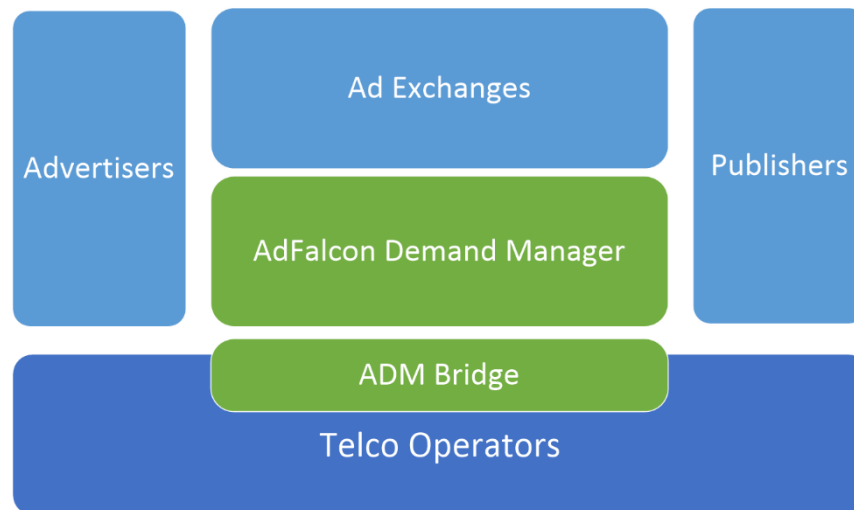 Advertisers
Ad Exchanges
Publishers
AdFalcon Demand Manager
ADM Bridge
Telco Operators